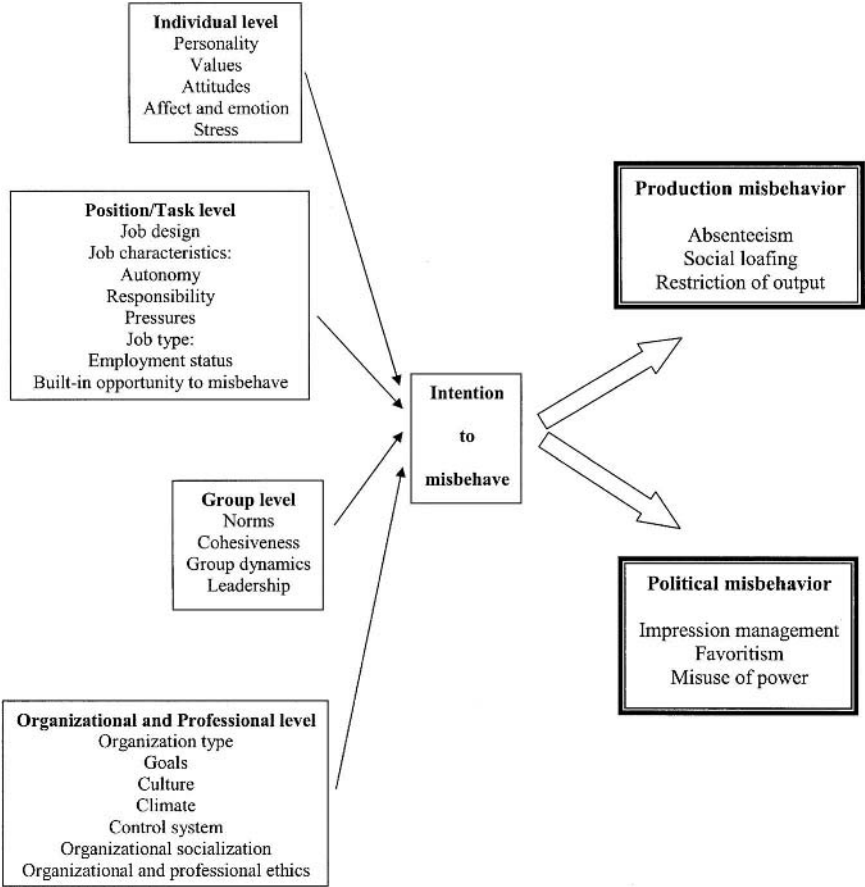 Individual level
Personality
Values
Attitudes
Affect and emotion
Stress
Position/Task level
Job design
Job characteristics:
Autonomy
Responsibility
Pressures
Job type:
Employment status
Built-in opportunity to misbehave
Group level
Norms
Cohesiveness
Group dynamics
Leadership
Organizational and Professional level
Organization type
Goals
Culture
Climate
Control system
Organizational socialization
Organizational and professional ethics
Intention
to
misbehave
Production misbehavior
Absenteeism
Social loafing
Restriction of output
Political misbehavior
Impression management
Favoritism
Misuse of power